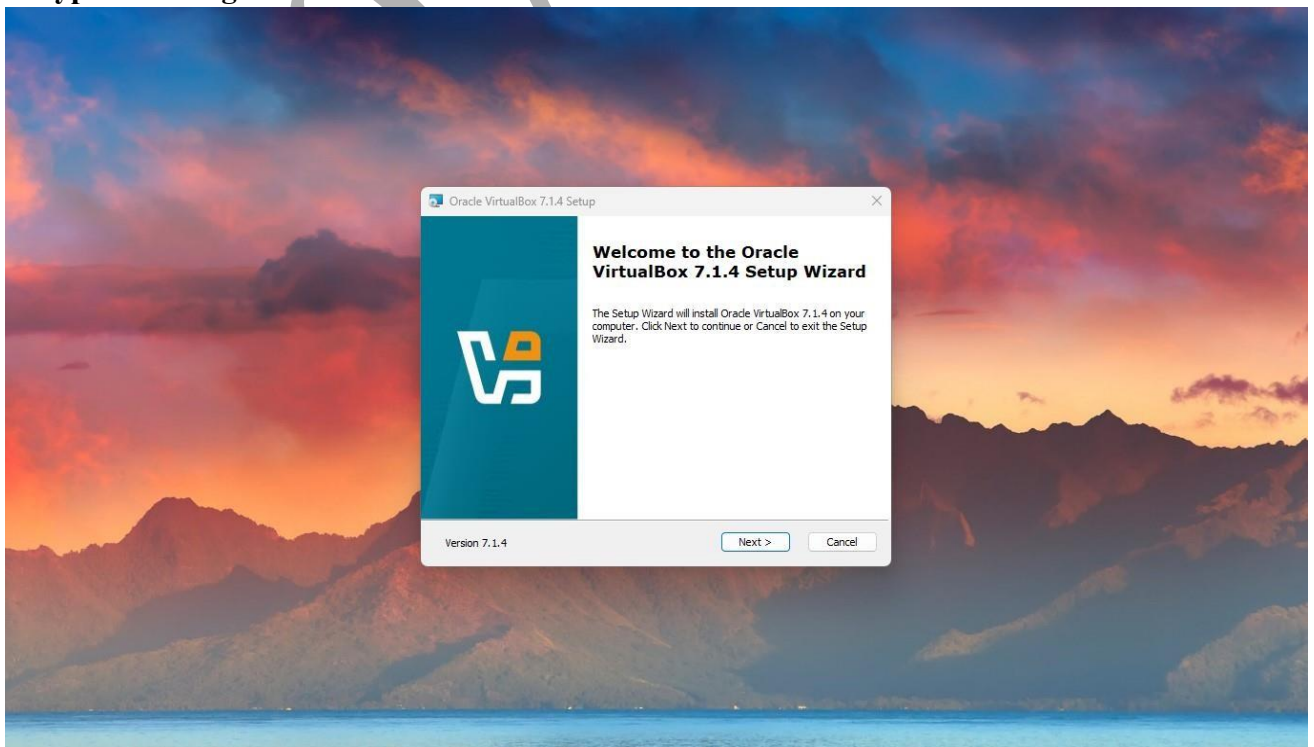 Oracle VirtualBox 7.1.4 Setup
Welcome to the Oracle
VirtualBox 7.1.4 Setup Wizard
The Setup Wizard will install Oracle VirtualBox 7.1.4 on your
computer. Click Next to continue or Cancel to exit the Setup
Wizard.
Version 7.1.4
Next >
Cancel